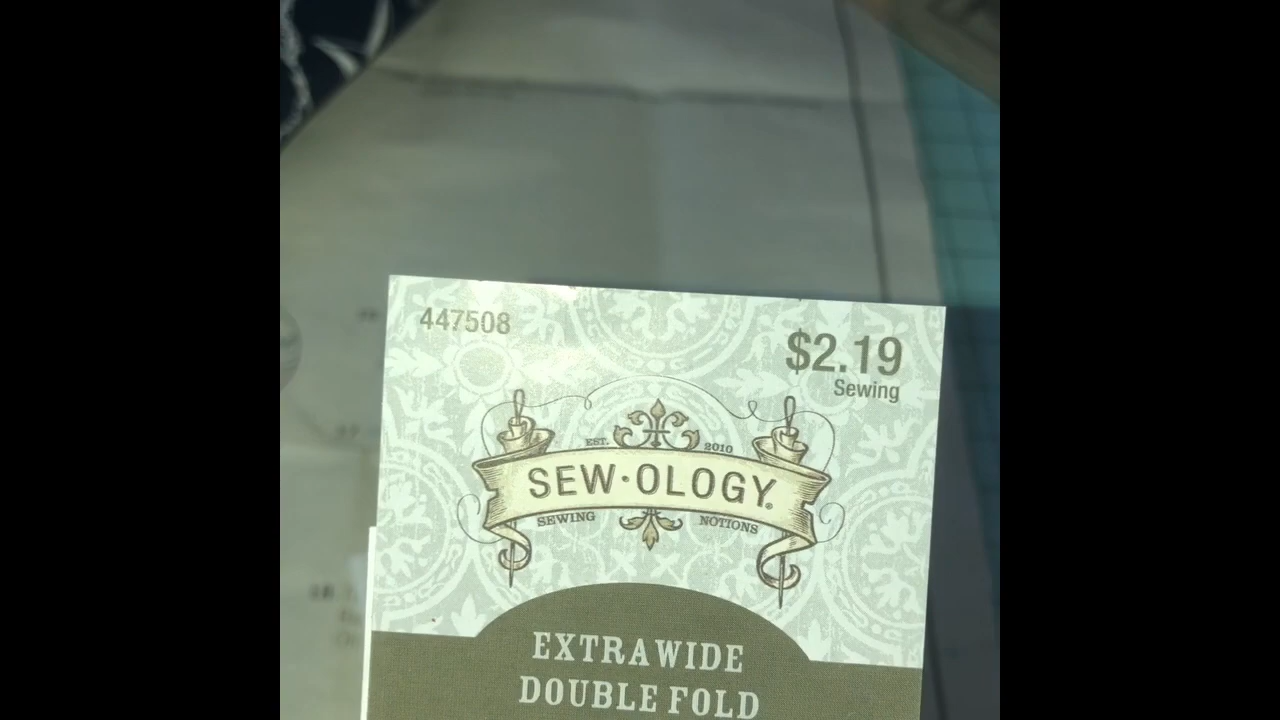 447508
$2.19
Sewing
EST. 2010
SEW·OLOGY®
SEWING NOTIONS
EXTRAWIDE
DOUBLE FOLD